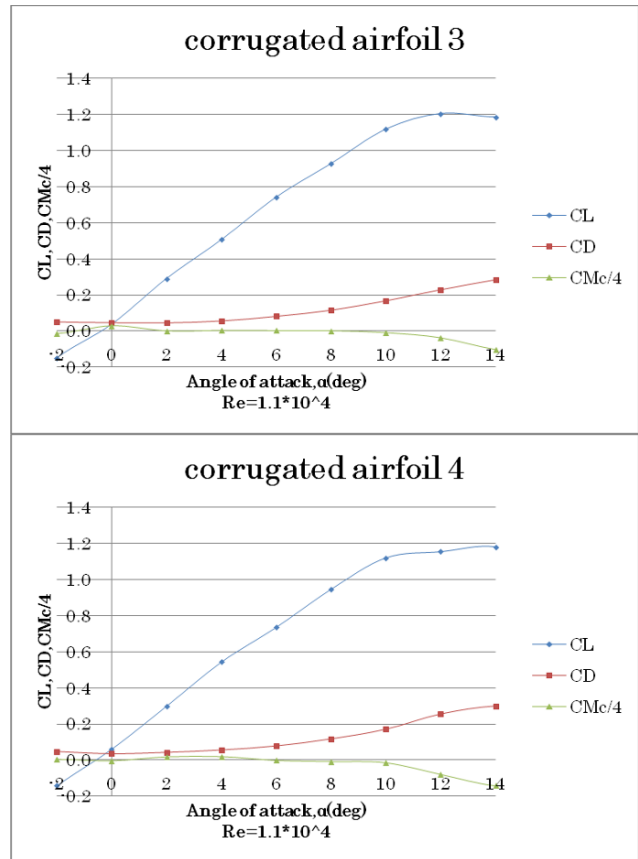 corrugated airfoil 3
1.4
1.2
1.0
0.8
0.6
0.4
0.2
0.0
-0.2
CL,CD,CMc/4
-2 0 2 4 6 8 10 12 14
Angle of attack,α(deg)
Re=1.1*10^4
CL
CD
CMc/4
corrugated airfoil 4
1.4
1.2
1.0
0.8
0.6
0.4
0.2
0.0
-0.2
CL,CD,CMc/4
-2 0 2 4 6 8 10 12 14
Angle of attack,α(deg)
Re=1.1*10^4
CL
CD
CMc/4